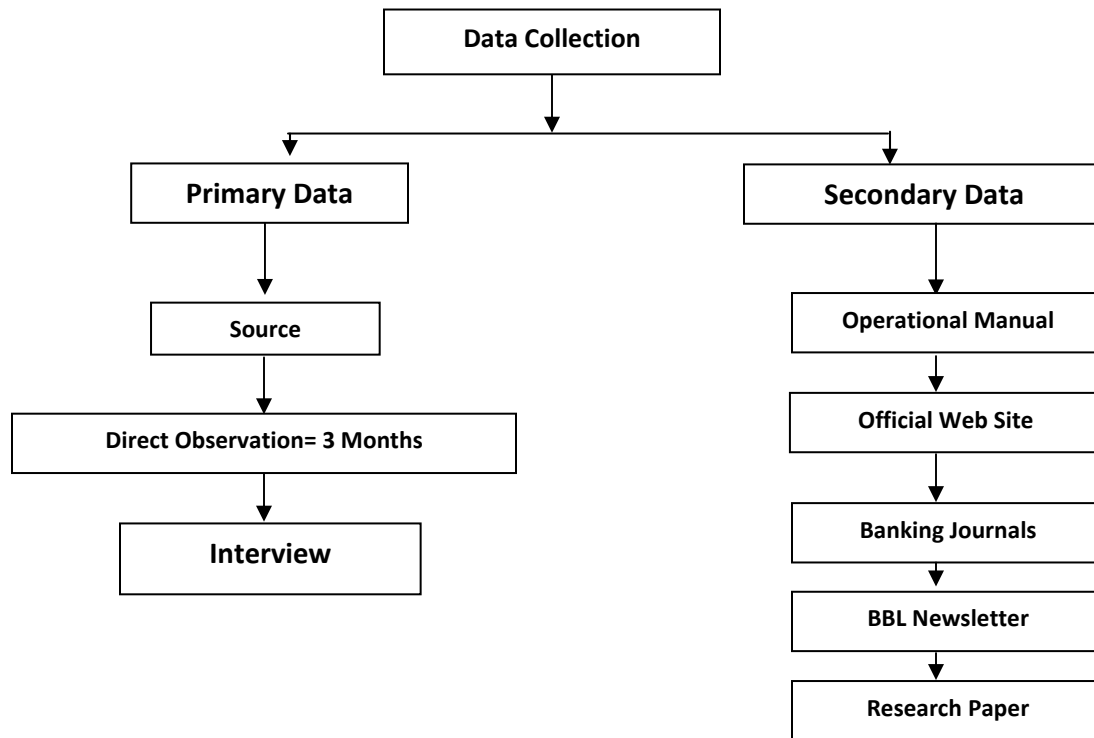 Data Collection
Primary Data
Secondary Data
Source
Direct Observation= 3 Months
Interview
Operational Manual
Official Web Site
Banking Journals
BBL Newsletter
Research Paper